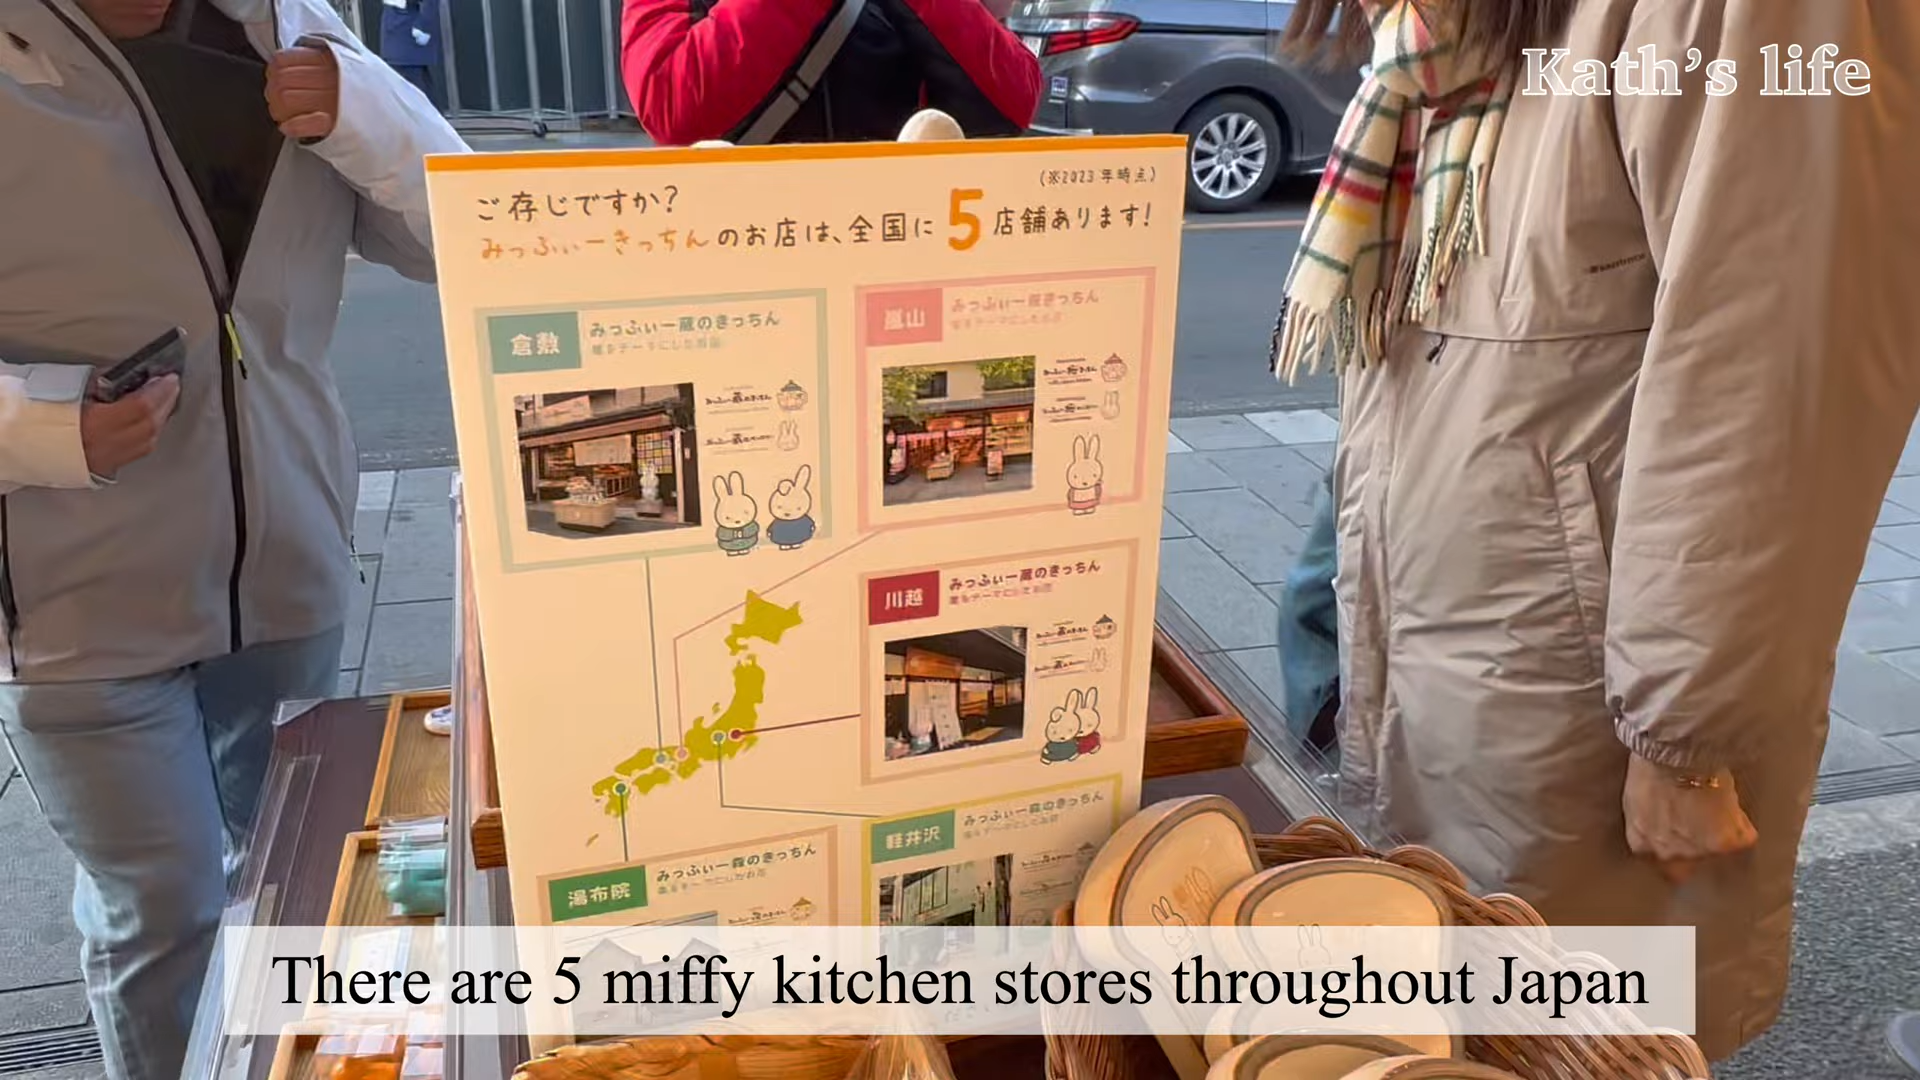 Kath's life
(※2023年時点)
ご存じですか?
みっふぃーきっちんのお店は、全国に5店舗あります!
倉敷
みっふぃー蔵のきっちん
嵐山
みっふぃー桜きっちん
川越
みっふぃー蔵のきっちん
軽井沢
みっふぃー森のきっちん
湯布院
みっふぃー森のきっちん
There are 5 miffy kitchen stores throughout Japan